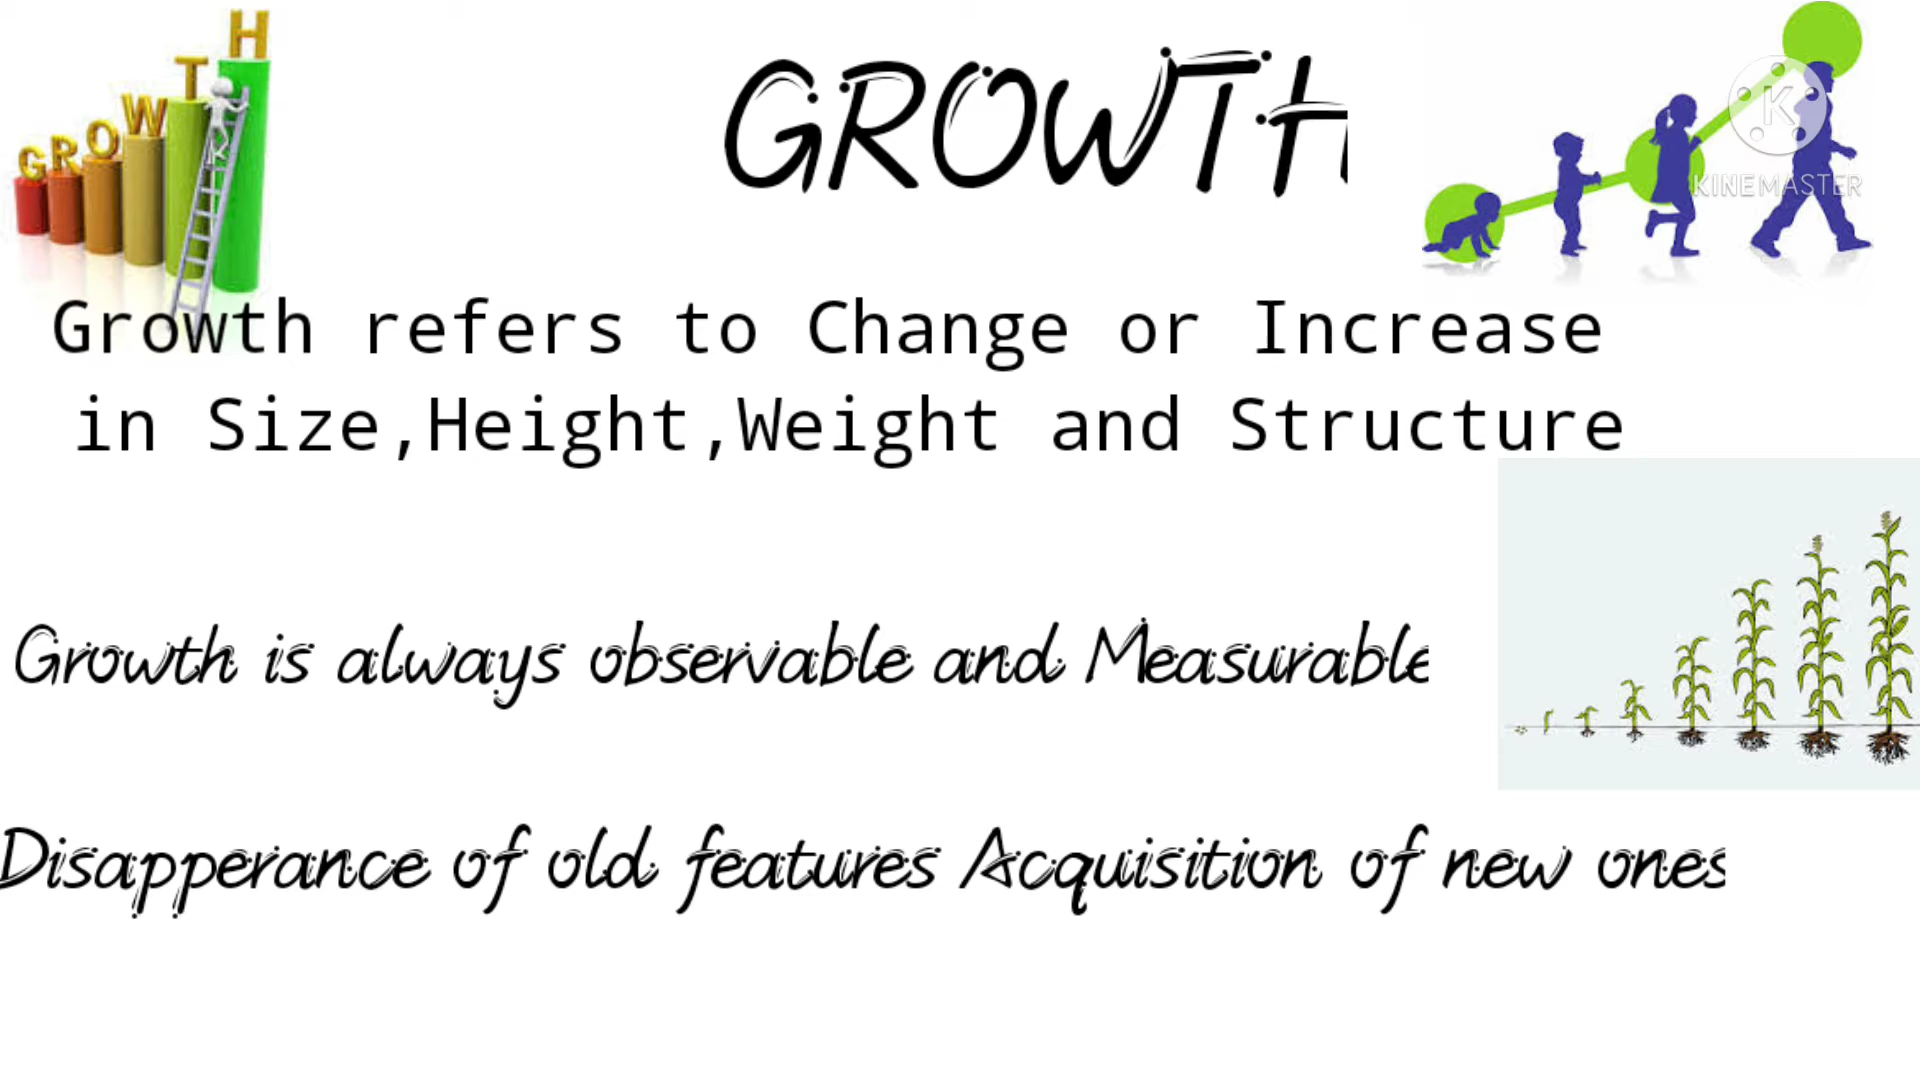 GROWTH
GROWTH
KINEMASTER
Growth refers to Change or Increase
in Size,Height,Weight and Structure
Growth is always observable and Measurable
Disapperance of old features Acquisition of new ones